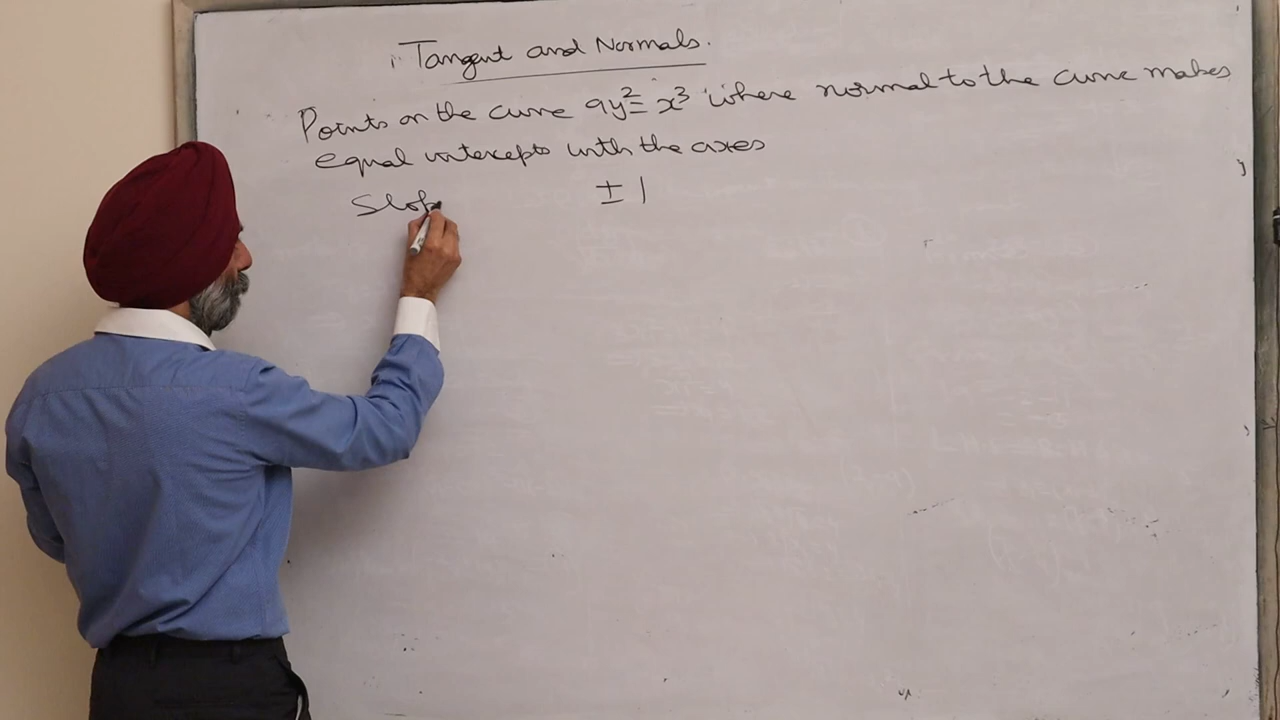 Tangent and Normals.
Points on the curve 9y² = x³ where normal to the curve makes
equal intercepts with the axes
Slop ± 1